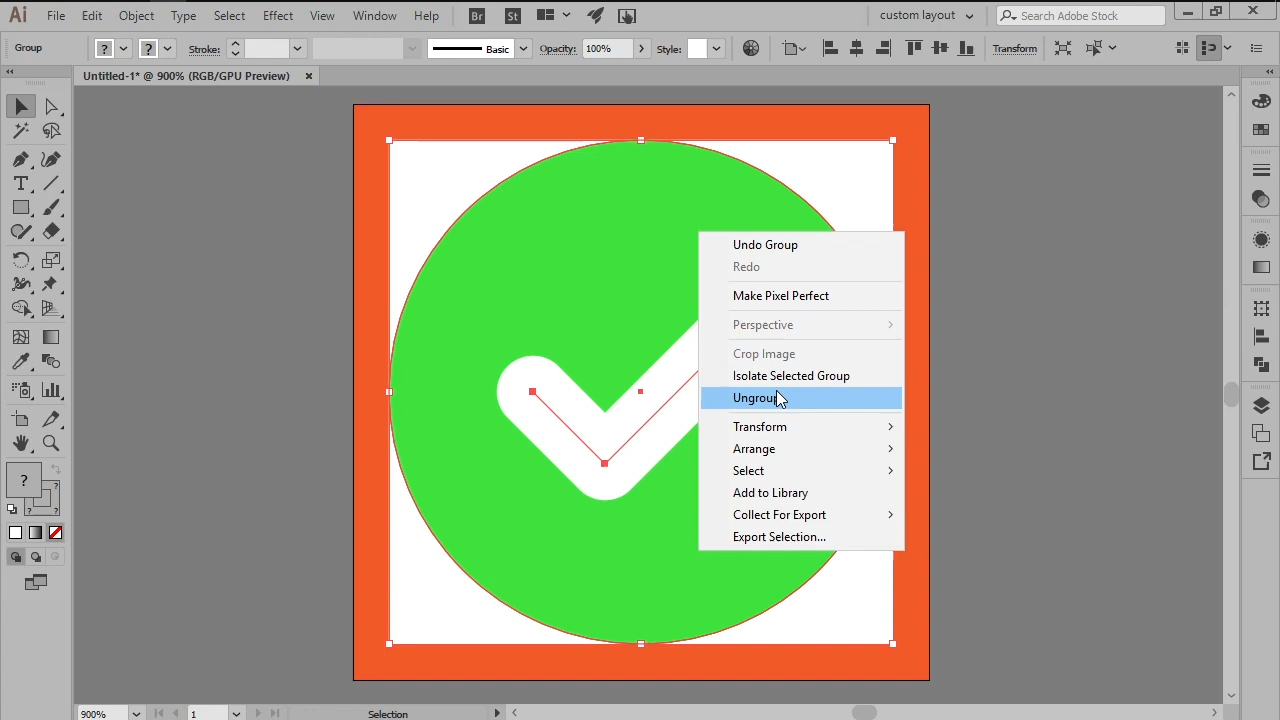 Ai File Edit Object Type Select Effect View Window Help Br St custom layout Search Adobe Stock
Group ? ? Stroke: Basic Opacity: 100% Style: Transform
Untitled-1* @ 900% (RGB/GPU Preview)
Undo Group
Redo
Make Pixel Perfect
Perspective
Crop Image
Isolate Selected Group
Ungroup
Transform
Arrange
Select
Add to Library
Collect For Export
Export Selection...
T
? ? ? ?
900% 1 Selection